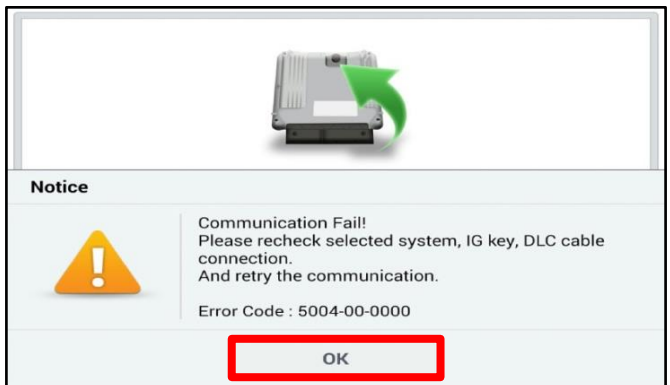 Notice
Communication Fail!
Please recheck selected system, IG key, DLC cable
connection.
And retry the communication.
Error Code : 5004-00-0000
OK